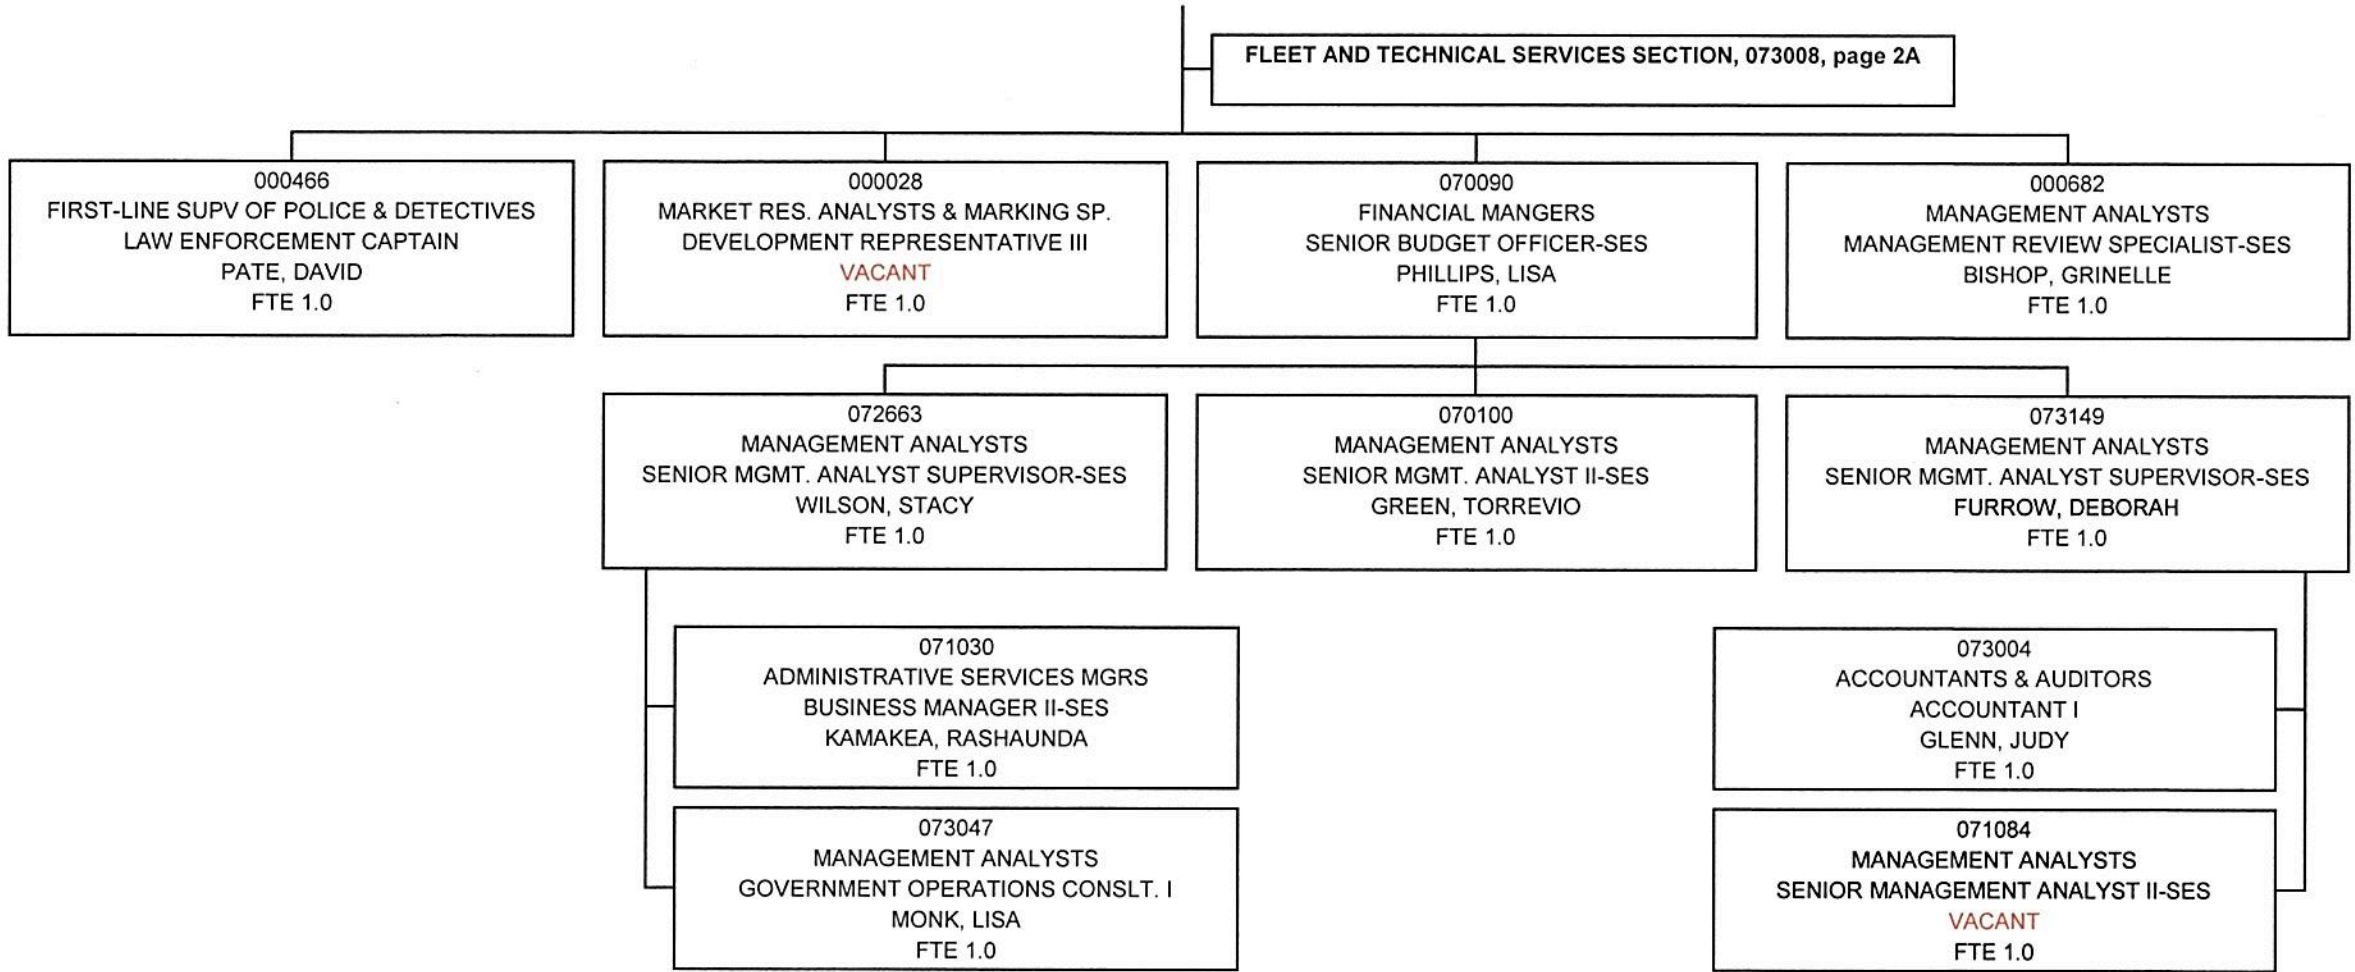 FLEET AND TECHNICAL SERVICES SECTION, 073008, page 2A
000466
FIRST-LINE SUPV OF POLICE & DETECTIVES
LAW ENFORCEMENT CAPTAIN
PATE, DAVID
FTE 1.0
000028
MARKET RES. ANALYSTS & MARKING SP.
DEVELOPMENT REPRESENTATIVE III
VACANT
FTE 1.0
070090
FINANCIAL MANGERS
SENIOR BUDGET OFFICER-SES
PHILLIPS, LISA
FTE 1.0
000682
MANAGEMENT ANALYSTS
MANAGEMENT REVIEW SPECIALIST-SES
BISHOP, GRINELLE
FTE 1.0
072663
MANAGEMENT ANALYSTS
SENIOR MGMT. ANALYST SUPERVISOR-SES
WILSON, STACY
FTE 1.0
070100
MANAGEMENT ANALYSTS
SENIOR MGMT. ANALYST II-SES
GREEN, TORREVIO
FTE 1.0
073149
MANAGEMENT ANALYSTS
SENIOR MGMT. ANALYST SUPERVISOR-SES
FURROW, DEBORAH
FTE 1.0
071030
ADMINISTRATIVE SERVICES MGRS
BUSINESS MANAGER II-SES
KAMAKEA, RASHAUNDA
FTE 1.0
073004
ACCOUNTANTS & AUDITORS
ACCOUNTANT I
GLENN, JUDY
FTE 1.0
073047
MANAGEMENT ANALYSTS
GOVERNMENT OPERATIONS CONSLT. I
MONK, LISA
FTE 1.0
071084
MANAGEMENT ANALYSTS
SENIOR MANAGEMENT ANALYST II-SES
VACANT
FTE 1.0